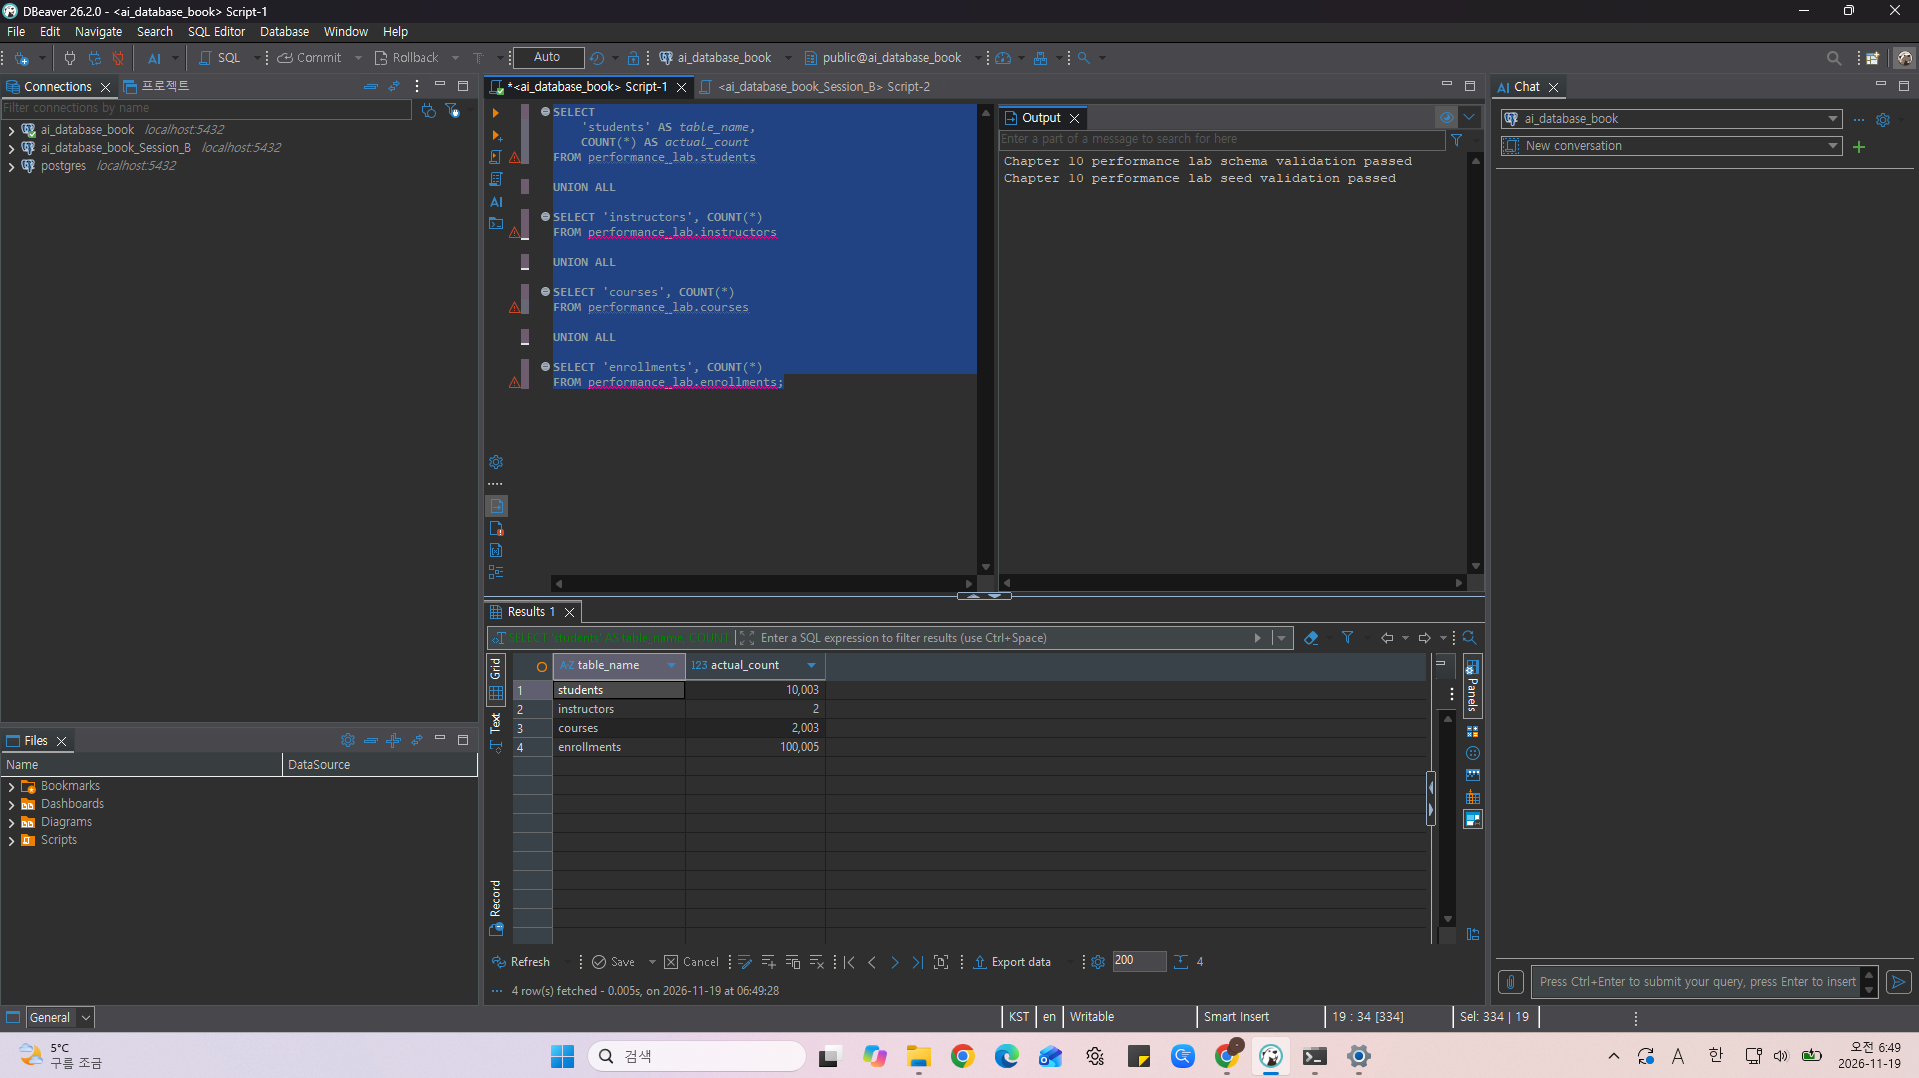 DBeaver 26.2.0 - <ai_database_book> Script-1
File Edit Navigate Search SQL Editor Database Window Help
AI SQL Commit Rollback T Auto ai_database_book public@ai_database_book
Connections 프로젝트
Filter connections by name
ai_database_book localhost:5432
ai_database_book_Session_B localhost:5432
postgres localhost:5432
*<ai_database_book> Script-1 <ai_database_book_Session_B> Script-2
SELECT
'students' AS table_name,
COUNT(*) AS actual_count
FROM performance_lab.students
UNION ALL
SELECT 'instructors', COUNT(*)
FROM performance_lab.instructors
UNION ALL
SELECT 'courses', COUNT(*)
FROM performance_lab.courses
UNION ALL
SELECT 'enrollments', COUNT(*)
FROM performance_lab.enrollments;
AI
Output
Enter a part of a message to search for here
Chapter 10 performance lab schema validation passed
Chapter 10 performance lab seed validation passed
AI Chat
ai_database_book
New conversation
Press Ctrl+Enter to submit your query, press Enter to insert
Results 1
SELECT 'students' AS table_name, COUNT Enter a SQL expression to filter results (use Ctrl+Space)
Grid
Text
Record
Panels
A-Z table_name 123 actual_count
1 students 10,003
2 instructors 2
3 courses 2,003
4 enrollments 100,005
Refresh Save Cancel Export data 200 4
4 row(s) fetched - 0.005s, on 2026-11-19 at 06:49:28
Files
Name DataSource
Bookmarks
Dashboards
Diagrams
Scripts
General
KST en Writable Smart Insert 19 : 34 [334] Sel: 334 | 19
5°C
구름 조금
검색
A 한
오전 6:49
2026-11-19